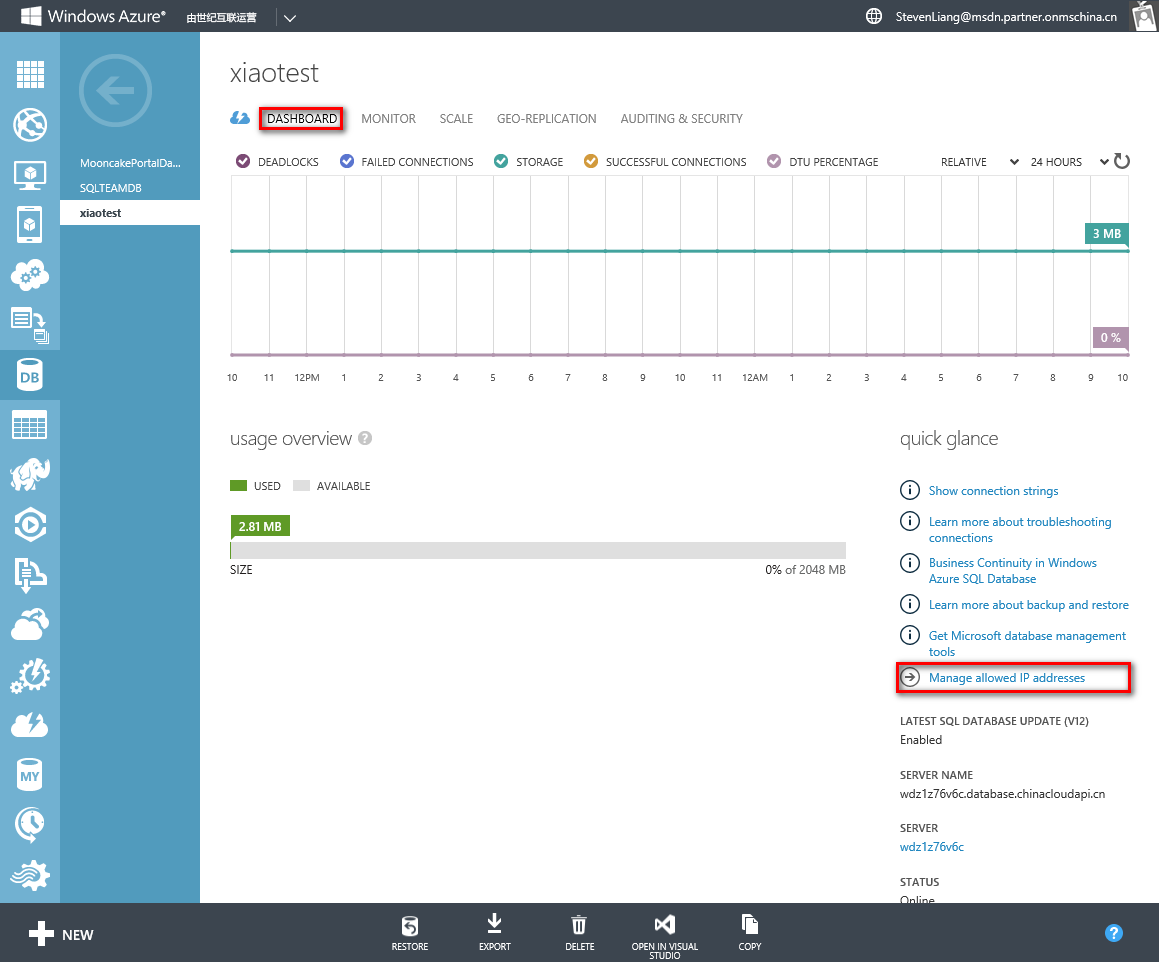 Windows Azure® 由世纪互联运营
StevenLiang@msdn.partner.onmschina.cn
MooncakePortalDa...
SQLTEAMDB
xiaotest
DB
MY
xiaotest
DASHBOARD MONITOR SCALE GEO-REPLICATION AUDITING & SECURITY
DEADLOCKS FAILED CONNECTIONS STORAGE SUCCESSFUL CONNECTIONS DTU PERCENTAGE RELATIVE 24 HOURS
3 MB
0 %
10 11 12PM 1 2 3 4 5 6 7 8 9 10 11 12AM 1 2 3 4 5 6 7 8 9 10
usage overview ?
USED AVAILABLE
2.81 MB
SIZE 0% of 2048 MB
quick glance
Show connection strings
Learn more about troubleshooting
connections
Business Continuity in Windows
Azure SQL Database
Learn more about backup and restore
Get Microsoft database management
tools
Manage allowed IP addresses
LATEST SQL DATABASE UPDATE (V12)
Enabled
SERVER NAME
wdz1z76v6c.database.chinacloudapi.cn
SERVER
wdz1z76v6c
STATUS
Online
NEW
RESTORE
EXPORT
DELETE
OPEN IN VISUAL
STUDIO
COPY
?